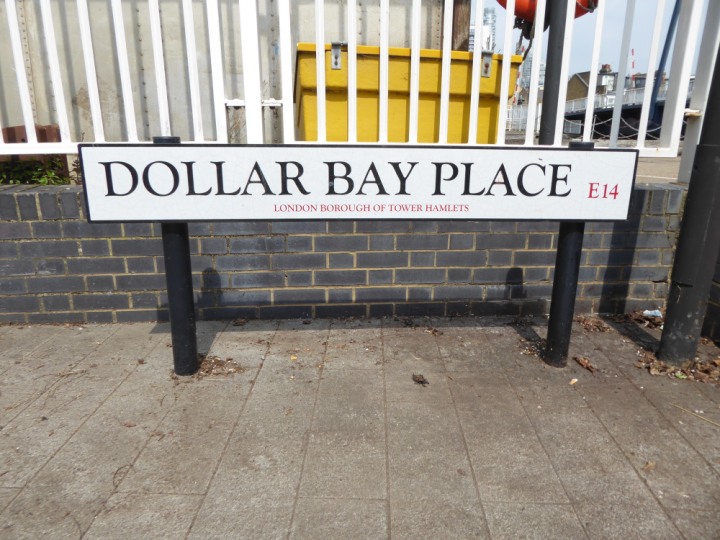 DOLLAR BAY PLACE E14
LONDON BOROUGH OF TOWER HAMLETS